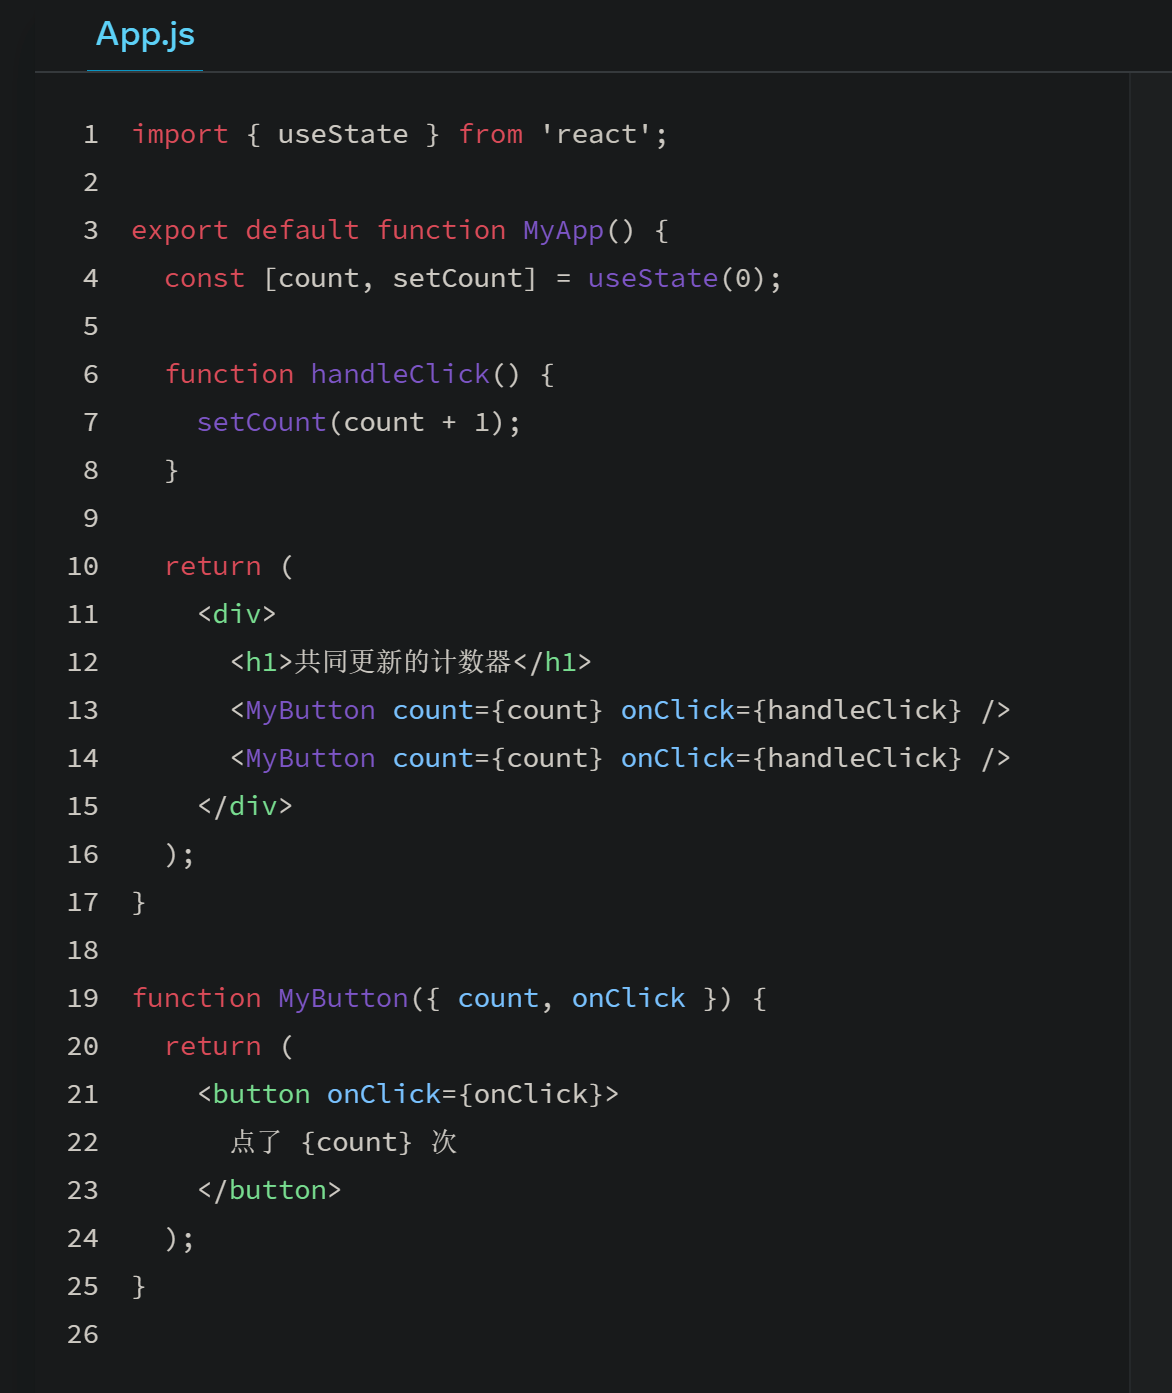 App.js
1 import { useState } from 'react';
2
3 export default function MyApp() {
4   const [count, setCount] = useState(0);
5
6   function handleClick() {
7     setCount(count + 1);
8   }
9
10   return (
11     <div>
12       <h1>共同更新的计数器</h1>
13       <MyButton count={count} onClick={handleClick} />
14       <MyButton count={count} onClick={handleClick} />
15     </div>
16   );
17 }
18
19 function MyButton({ count, onClick }) {
20   return (
21     <button onClick={onClick}>
22       点了 {count} 次
23     </button>
24   );
25 }
26